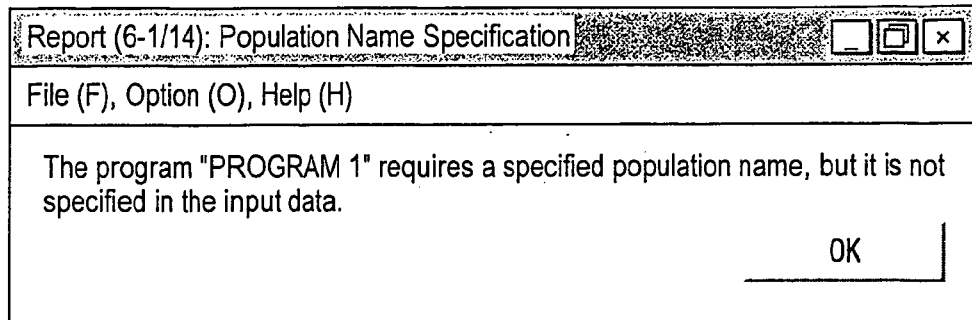 Report (6-1/14): Population Name Specification
File (F), Option (O), Help (H)
The program "PROGRAM 1" requires a specified population name, but it is not
specified in the input data.
OK